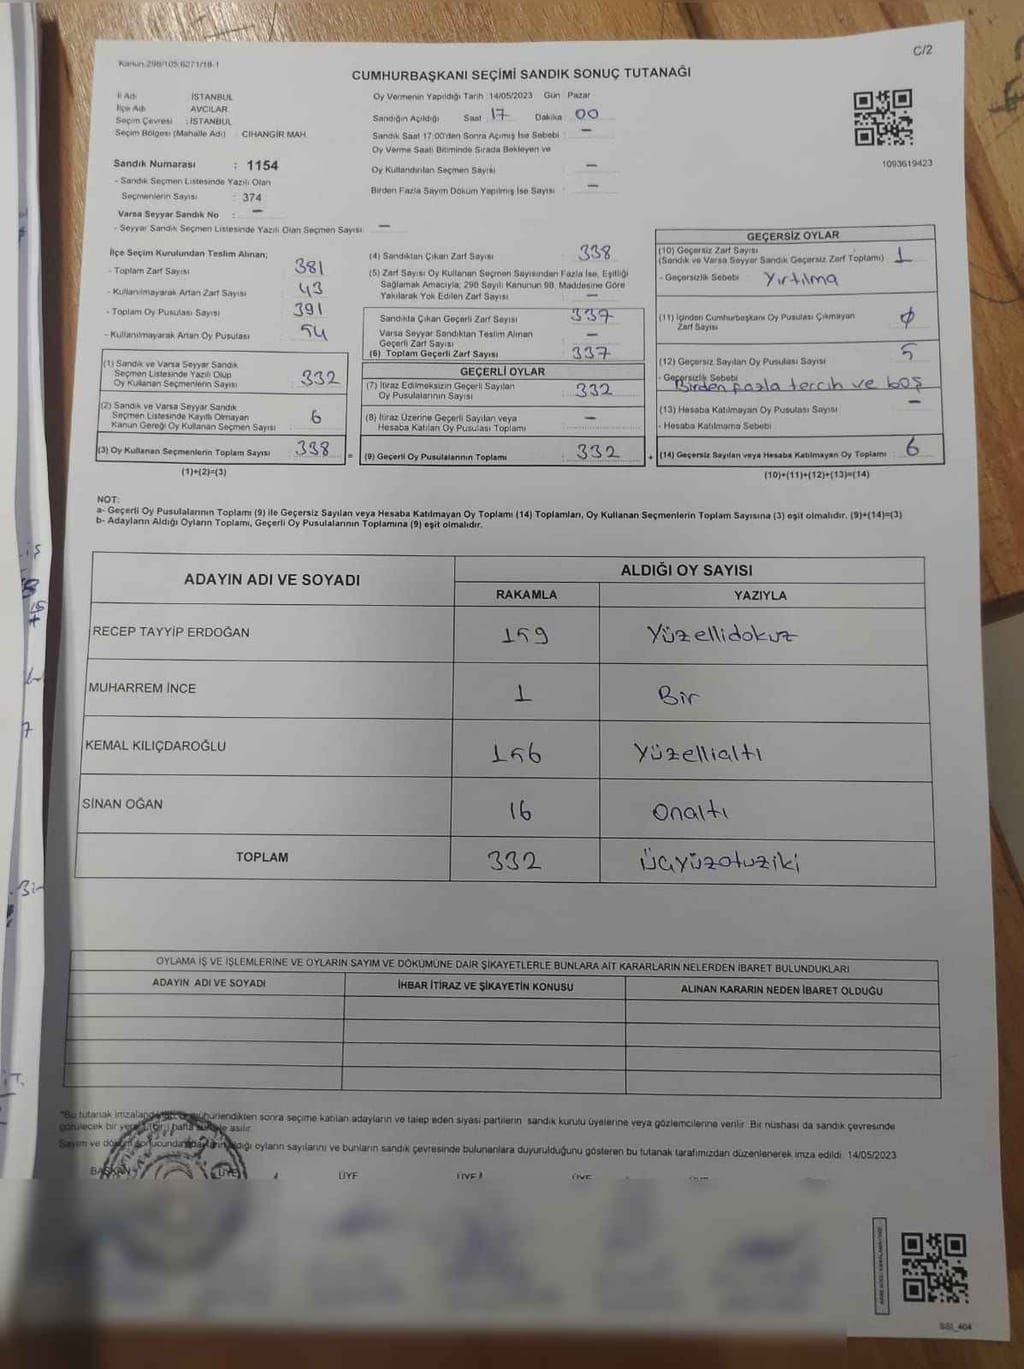 C/2
Kanun:298/105:6271/18-1
CUMHURBAŞKANI SEÇİMİ SANDIK SONUÇ TUTANAĞI
İl Adı : İSTANBUL
İlçe Adı : AVCILAR
Seçim Çevresi : İSTANBUL
Seçim Bölgesi (Mahalle Adı) : CİHANGİR MAH.
Sandık Numarası : 1154
- Sandık Seçmen Listesinde Yazılı Olan
Seçmenlerin Sayısı : 374
Varsa Seyyar Sandık No : —
- Seyyar Sandık Seçmen Listesinde Yazılı Olan Seçmen Sayısı: —
Oy Vermenin Yapıldığı Tarih :14/05/2023 Gün Pazar
Sandığın Açıldığı Saat 17 Dakika 00
Sandık Saat 17:00'den Sonra Açımış İse Sebebi : —
Oy Verme Saati Bitiminde Sırada Bekleyen ve
Oy Kullandırılan Seçmen Sayısı : —
Birden Fazla Sayım Döküm Yapılmış İse Sayısı : —
1093619423
İlçe Seçim Kurulundan Teslim Alınan;
- Toplam Zarf Sayısı 381
- Kullanılmayarak Artan Zarf Sayısı 43
- Toplam Oy Pusulası Sayısı 391
- Kullanılmayarak Artan Oy Pusulası 54
(1) Sandık ve Varsa Seyyar Sandık
Seçmen Listesinde Yazılı Olup
Oy Kullanan Seçmenlerin Sayısı 332
(2) Sandık ve Varsa Seyyar Sandık
Seçmen Listesinde Kayıtlı Olmayan
Kanun Gereği Oy Kullanan Seçmen Sayısı 6
(3) Oy Kullanan Seçmenlerin Toplam Sayısı 338
(1)+(2)=(3)
(4) Sandıktan Çıkan Zarf Sayısı 338
(5) Zarf Sayısı Oy Kullanan Seçmen Sayısından Fazla İse, Eşitliği
Sağlamak Amacıyla; 298 Sayılı Kanunun 98. Maddesine Göre
Yakılarak Yok Edilen Zarf Sayısı —
Sandıkta Çıkan Geçerli Zarf Sayısı 337
Varsa Seyyar Sandıktan Teslim Alınan
Geçerli Zarf Sayısı —
(6) Toplam Geçerli Zarf Sayısı 337
GEÇERLİ OYLAR
(7) İtiraz Edilmeksizin Geçerli Sayılan
Oy Pusulalarının Sayısı 332
(8) İtiraz Üzerine Geçerli Sayılan veya
Hesaba Katılan Oy Pusulası Toplamı —
= (9) Geçerli Oy Pusulalarının Toplamı 332
GEÇERSİZ OYLAR
(10) Geçersiz Zarf Sayısı
(Sandık ve Varsa Seyyar Sandık Geçersiz Zarf Toplamı) 1
- Geçersizlik Sebebi : Yırtılma
(11) İçinden Cumhurbaşkanı Oy Pusulası Çıkmayan
Zarf Sayısı ϕ
(12) Geçersiz Sayılan Oy Pusulası Sayısı 5
- Geçersizlik Sebebi
Birden fazla tercih ve boş
(13) Hesaba Katılmayan Oy Pusulası Sayısı —
- Hesaba Katılmama Sebebi :
+ (14) Geçersiz Sayılan veya Hesaba Katılmayan Oy Toplamı : 6
(10)+(11)+(12)+(13)=(14)
NOT:
a- Geçerli Oy Pusulalarının Toplamı (9) ile Geçersiz Sayılan veya Hesaba Katılmayan Oy Toplamı (14) Toplamları, Oy Kullanan Seçmenlerin Toplam Sayısına (3) eşit olmalıdır. (9)+(14)=(3)
b- Adayların Aldığı Oyların Toplamı, Geçerli Oy Pusulalarının Toplamına (9) eşit olmalıdır.
ADAYIN ADI VE SOYADI ALDIĞI OY SAYISI
RAKAMLA YAZIYLA
RECEP TAYYİP ERDOĞAN 159 Yüzellidokuz
MUHARREM İNCE 1 Bir
KEMAL KILIÇDAROĞLU 156 Yüzellialtı
SİNAN OĞAN 16 Onaltı
TOPLAM 332 Üçyüzotuziki
OYLAMA İŞ VE İŞLEMLERİNE VE OYLARIN SAYIM VE DÖKÜMÜNE DAİR ŞİKAYETLERLE BUNLARA AİT KARARLARIN NELERDEN İBARET BULUNDUKLARI
ADAYIN ADI VE SOYADI İHBAR İTİRAZ VE ŞİKAYETİN KONUSU ALINAN KARARIN NEDEN İBARET OLDUĞU
"Bu tutanak sonra seçime katılan adayların ve talep eden siyasi partilerin sandık kurulu üyelerine veya gözlemcilerine verilir. Bir nüshası da sandık çevresinde
görülecek bir hafta asılır.
Sayım ve oyların sayılarını ve bunların sandık çevresinde bulunanlara duyurulduğunu gösteren bu tutanak tarafımızdan düzenlenerek imza edildi. 14/05/2023
BAŞKAN ÜYE ÜYE ÜYE ÜYE
SSI_404